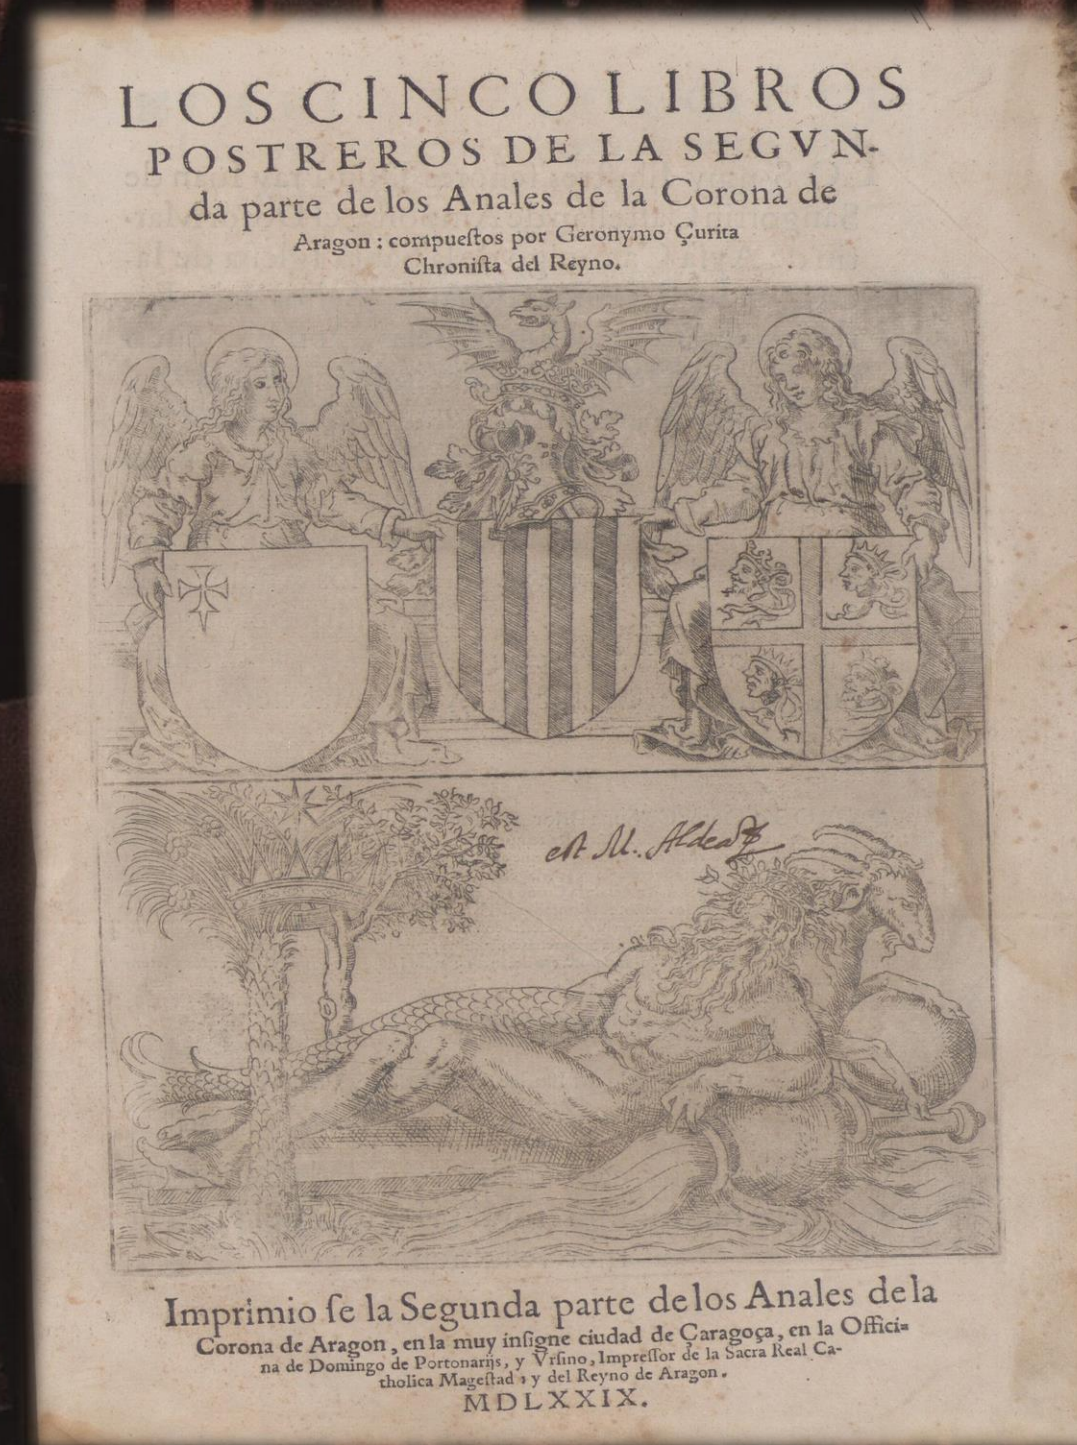 LOS CINCO LIBROS
POSTREROS DE LA SEGVN-
da parte de los Anales de la Corona de
Aragon : compueſtos por Geronymo Çurita
Chroniſta del Reyno.
eſt M. Aldea
Imprimio ſe la Segunda parte de los Anales de la
Corona de Aragon, en la muy inſigne ciudad de Çaragoça, en la Offici=
na de Domingo de Portonarijs, y Vrſino, Impreſſor de la Sacra Real Ca-
tholica Mageſtad, y del Reyno de Aragon.
MDLXXIX.